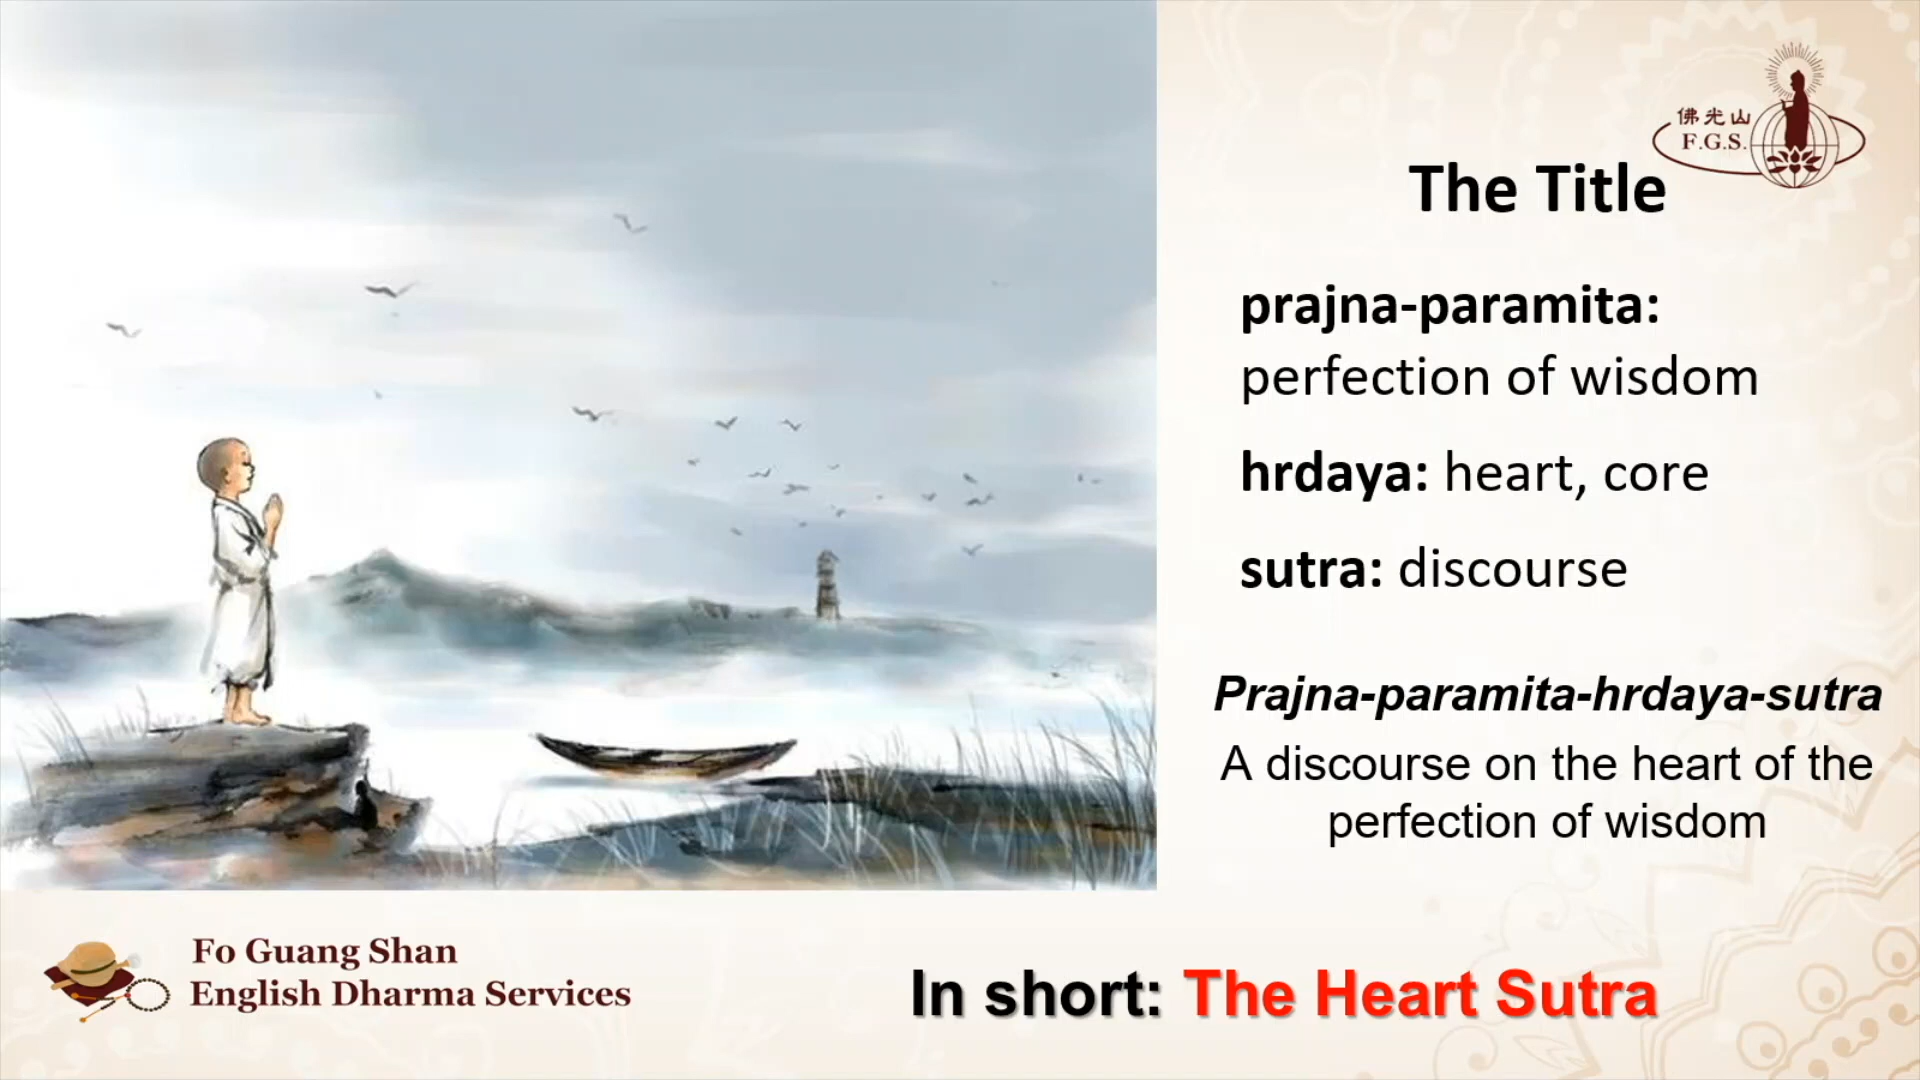 佛光山
F.G.S.
The Title
prajna-paramita:
perfection of wisdom
hrdaya: heart, core
sutra: discourse
Prajna-paramita-hrdaya-sutra
A discourse on the heart of the
perfection of wisdom
Fo Guang Shan
English Dharma Services
In short: The Heart Sutra